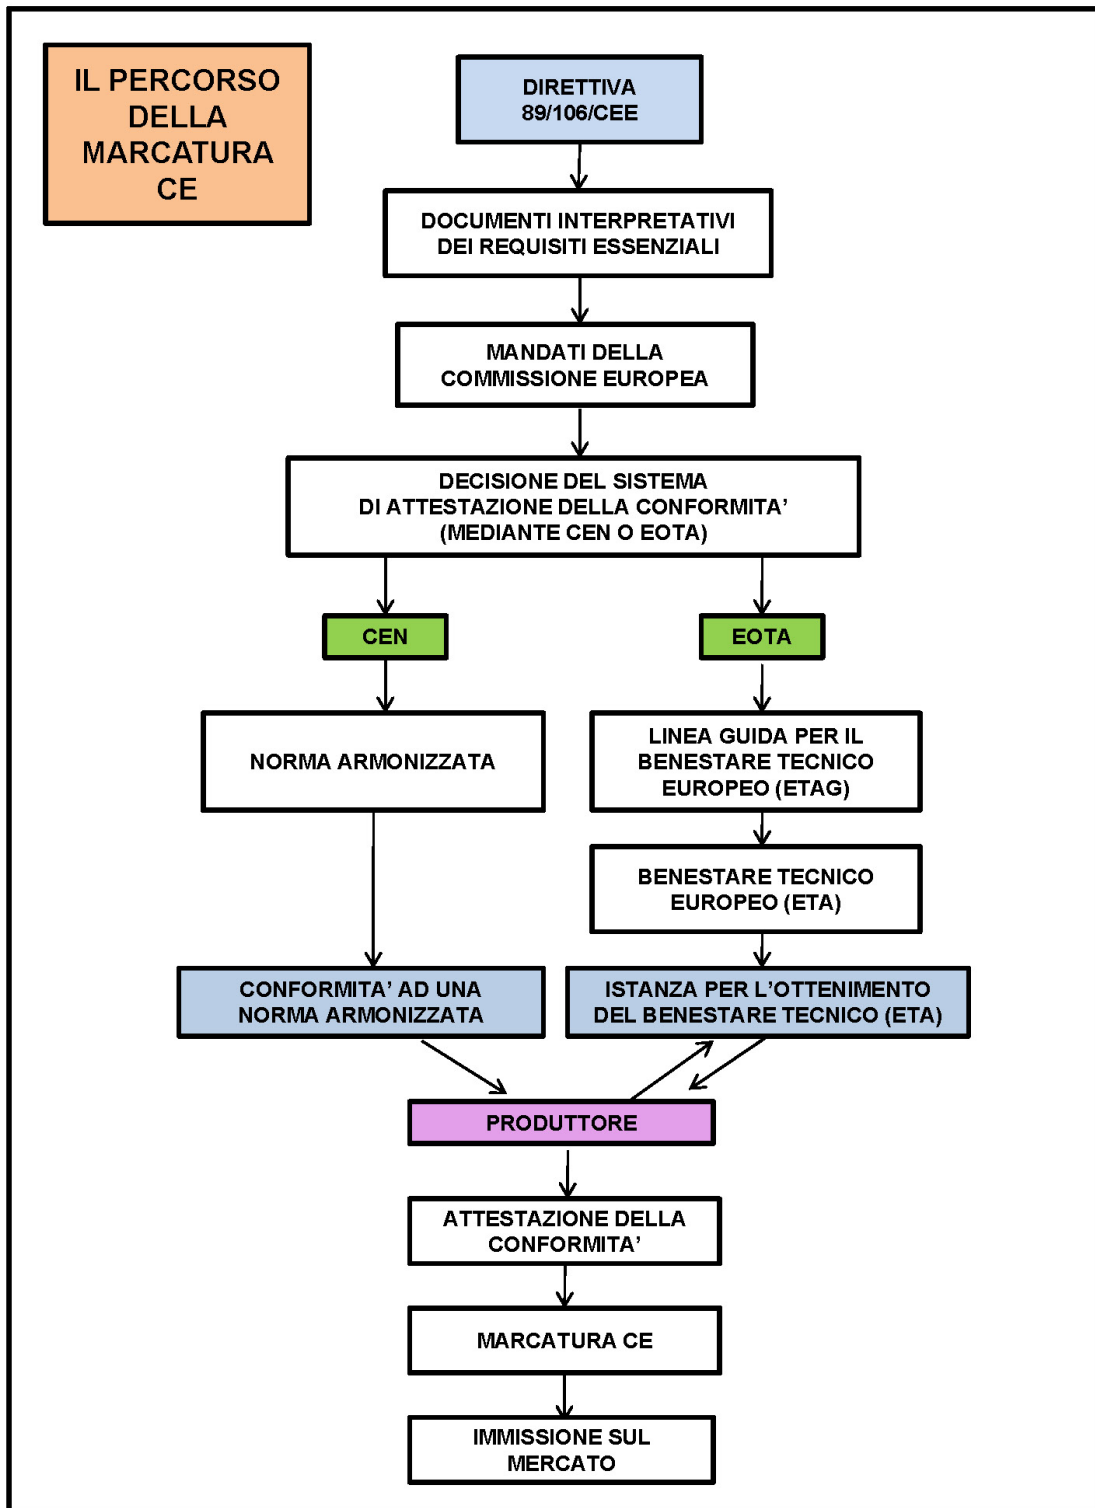 IL PERCORSO
DELLA
MARCATURA
CE
DIRETTIVA
89/106/CEE
DOCUMENTI INTERPRETATIVI
DEI REQUISITI ESSENZIALI
MANDATI DELLA
COMMISSIONE EUROPEA
DECISIONE DEL SISTEMA
DI ATTESTAZIONE DELLA CONFORMITA’
(MEDIANTE CEN O EOTA)
CEN
EOTA
NORMA ARMONIZZATA
LINEA GUIDA PER IL
BENESTARE TECNICO
EUROPEO (ETAG)
BENESTARE TECNICO
EUROPEO (ETA)
CONFORMITA’ AD UNA
NORMA ARMONIZZATA
ISTANZA PER L’OTTENIMENTO
DEL BENESTARE TECNICO (ETA)
PRODUTTORE
ATTESTAZIONE DELLA
CONFORMITA’
MARCATURA CE
IMMISSIONE SUL
MERCATO